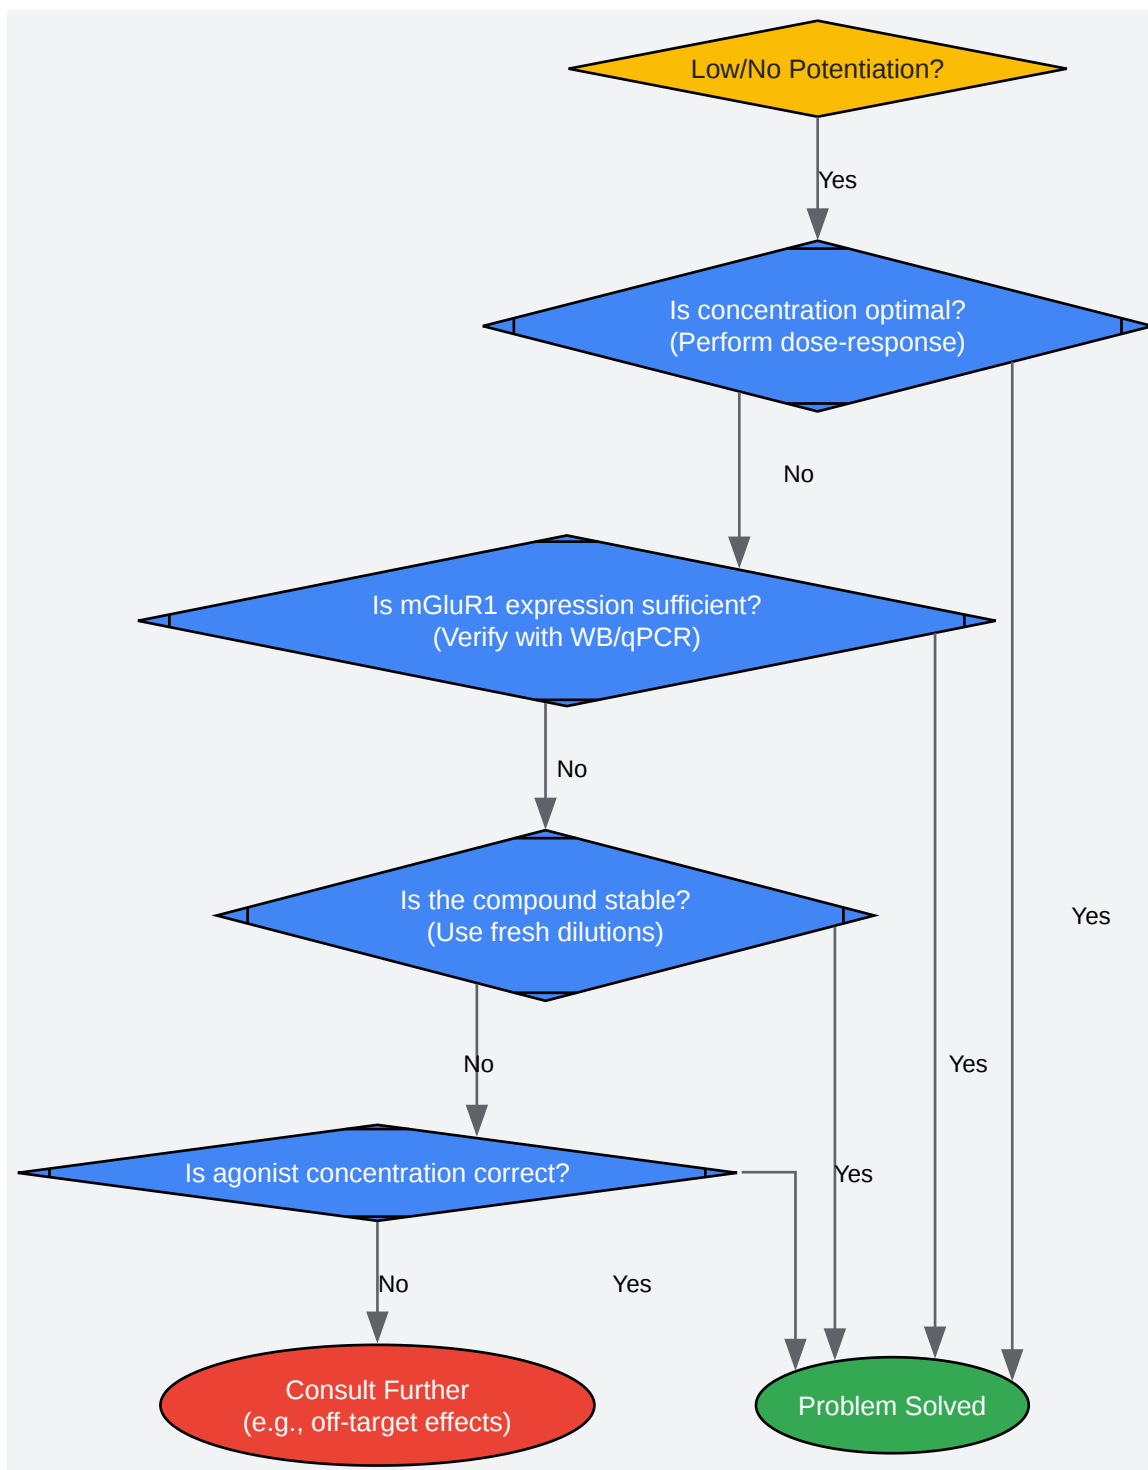 Low/No Potentiation?
Yes
Is concentration optimal?
(Perform dose-response)
No
Is mGluR1 expression sufficient?
(Verify with WB/qPCR)
No
Is the compound stable?
(Use fresh dilutions)
Yes
No
Yes
Is agonist concentration correct?
Yes
No
Yes
Consult Further
(e.g., off-target effects)
Problem Solved